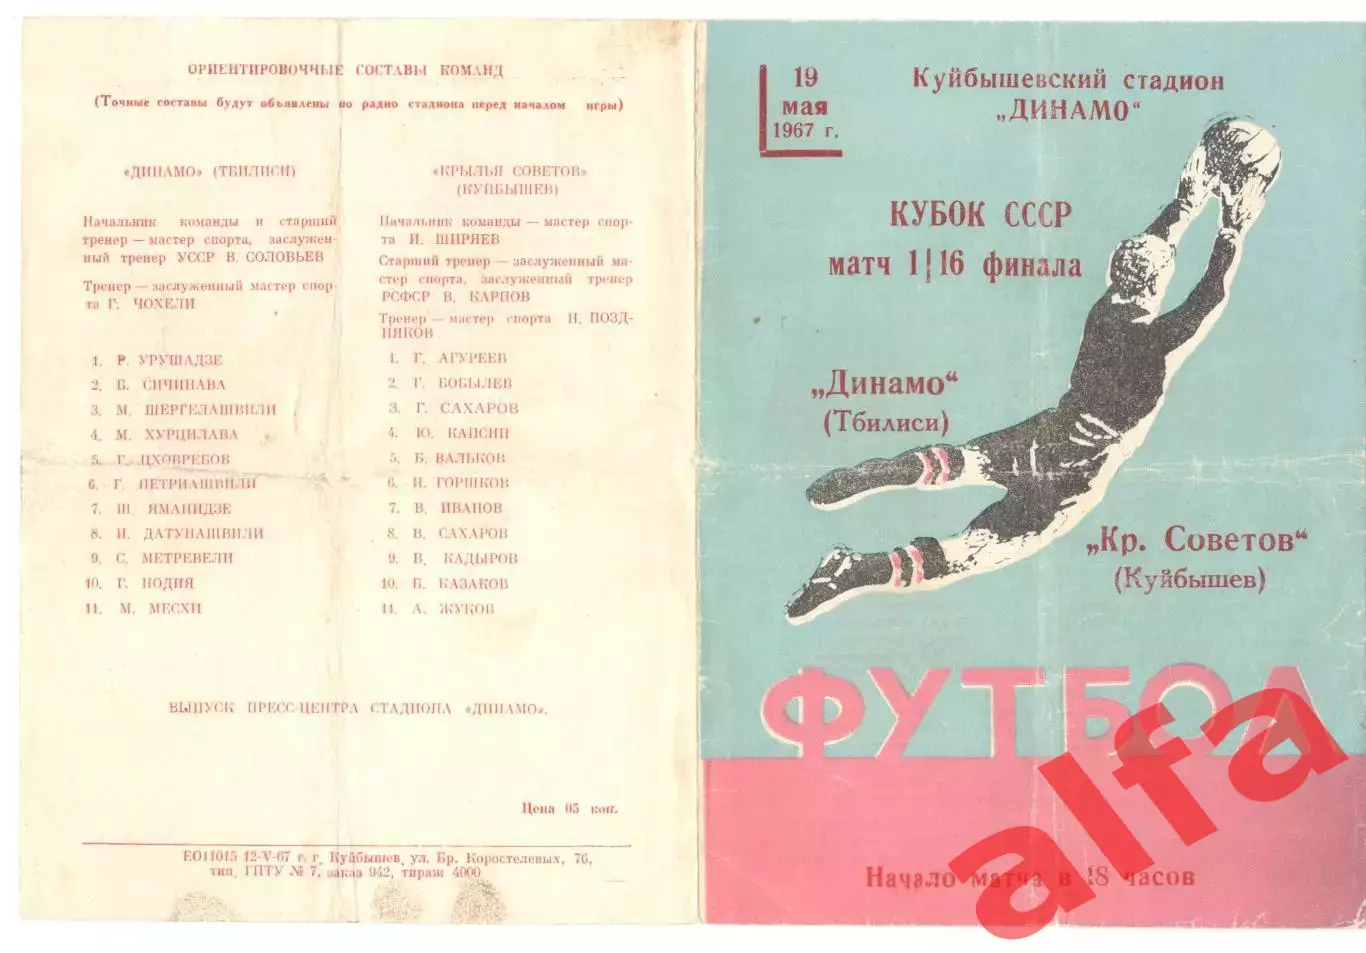 ОРИЕНТИРОВОЧНЫЕ СОСТАВЫ КОМАНД
(Точные составы будут объявлены по радио стадиона перед началом игры)
«ДИНАМО» (ТБИЛИСИ)
Начальник команды и старший
тренер — мастер спорта, заслужен-
ный тренер УССР В. СОЛОВЬЕВ
Тренер — заслуженный мастер спор-
та Г. ЧОХЕЛИ
1. Р. УРУШАДЗЕ
2. Б. СИЧИНАВА
3. М. ШЕРГЕЛАШВИЛИ
4. М. ХУРЦИЛАВА
5. Г. ЦХОВРЕБОВ
6. Г. ПЕТРИАШВИЛИ
7. Ш. ЯМАНИДЗЕ
8. И. ДАТУНАШВИЛИ
9. С. МЕТРЕВЕЛИ
10. Г. НОДИЯ
11. М. МЕСХИ
«КРЫЛЬЯ СОВЕТОВ»
(КУЙБЫШЕВ)
Начальник команды — мастер спор-
та И. ШИРЯЕВ
Старший тренер — заслуженный ма-
стер спорта, заслуженный тренер
РСФСР В. КАРПОВ
Тренер — мастер спорта Н. ПОЗД-
НЯКОВ
1. Г. АГУРЕЕВ
2. Г. БОБЫЛЕВ
3. Г. САХАРОВ
4. Ю. КАПСИН
5. Б. ВАЛЬКОВ
6. И. ГОРШКОВ
7. В. ИВАНОВ
8. В. САХАРОВ
9. В. КАДЫРОВ
10. Б. КАЗАКОВ
11. А. ЖУКОВ
ВЫПУСК ПРЕСС-ЦЕНТРА СТАДИОНА «ДИНАМО».
Цена 05 коп.
ЕО11015 12-V-67 г. г. Куйбышев, ул. Бр. Коростелевых, 76,
тип. ГПТУ № 7, заказ 942, тираж 4000
19
мая
1967 г.
Куйбышевский стадион
„ДИНАМО"
КУБОК СССР
матч 1|16 финала
„Динамо"
(Тбилиси)
„Кр. Советов"
(Куйбышев)
ФУТБОЛ
Начало матча в 18 часов
alfa